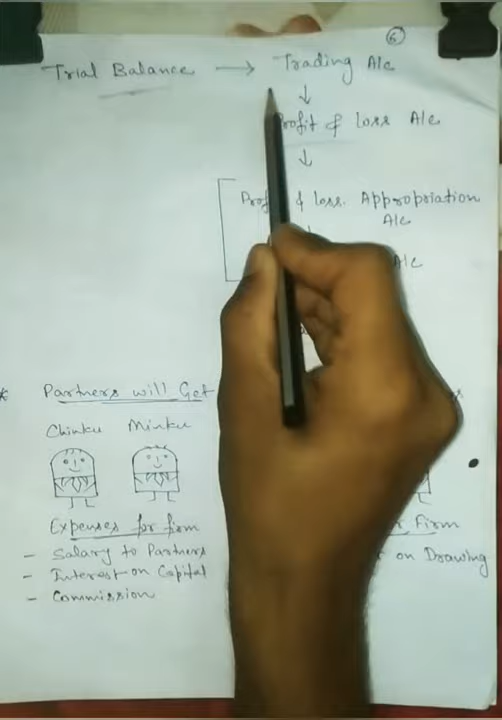 6
Trial Balance → Trading A/c
↓
Profit & Loss A/c
↓
& Loss. Appropriation
A/c
A/c
* Partners will Get
Chinku Minku
Expenses for firm
Firm
- Salary to Partners
on Drawing
- Interest on Capital
- Commission